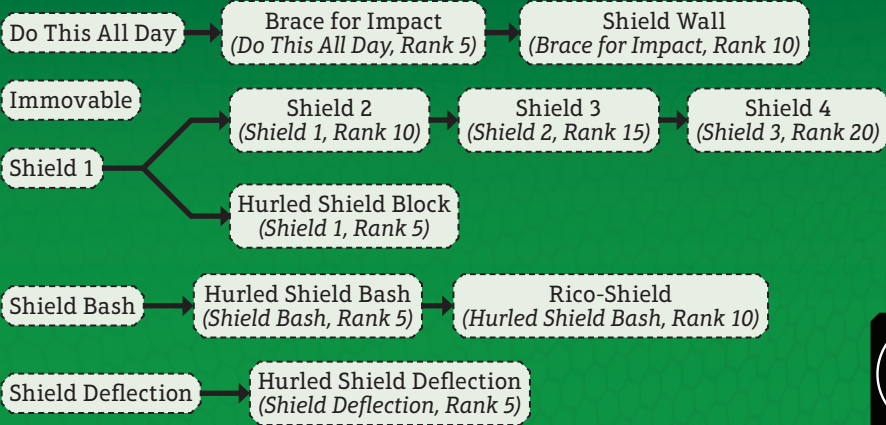 Do This All Day
Brace for Impact
(Do This All Day, Rank 5)
Shield Wall
(Brace for Impact, Rank 10)
Immovable
Shield 1
Shield 2
(Shield 1, Rank 10)
Shield 3
(Shield 2, Rank 15)
Shield 4
(Shield 3, Rank 20)
Hurled Shield Block
(Shield 1, Rank 5)
Shield Bash
Hurled Shield Bash
(Shield Bash, Rank 5)
Rico-Shield
(Hurled Shield Bash, Rank 10)
Shield Deflection
Hurled Shield Deflection
(Shield Deflection, Rank 5)